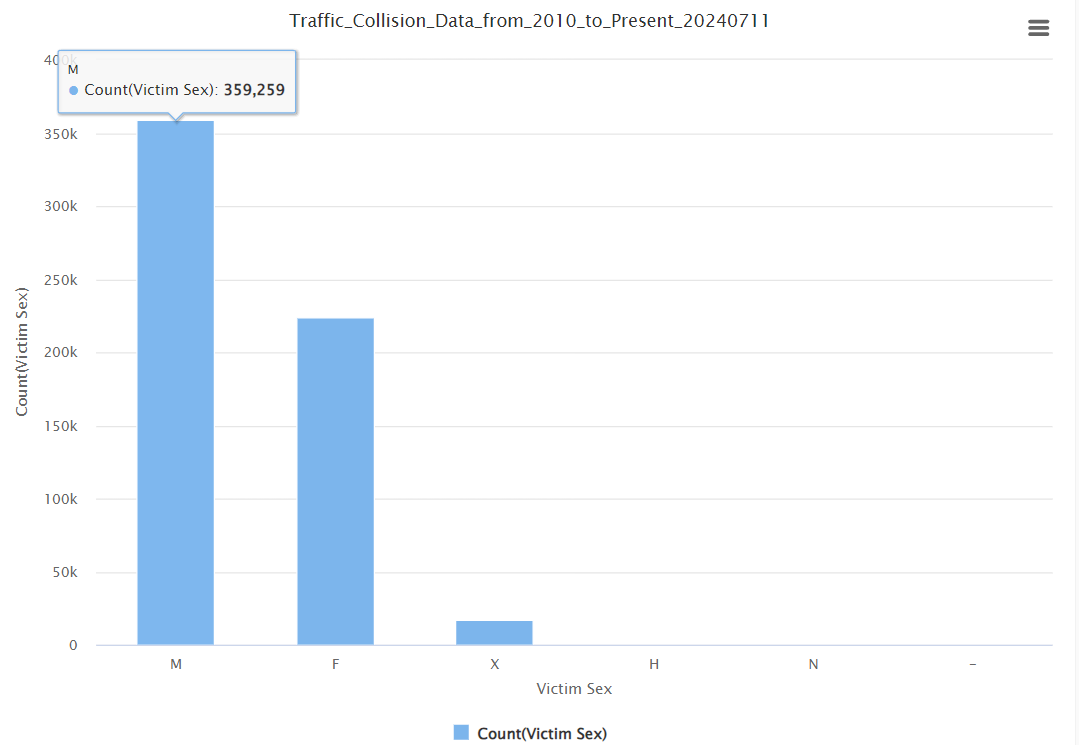 Traffic_Collision_Data_from_2010_to_Present_20240711
400k
M
Count(Victim Sex): 359,259
350k
300k
250k
200k
150k
100k
50k
0
Count(Victim Sex)
M F X H N –
Victim Sex
Count(Victim Sex)